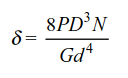 δ = 8PD³N / Gd⁴